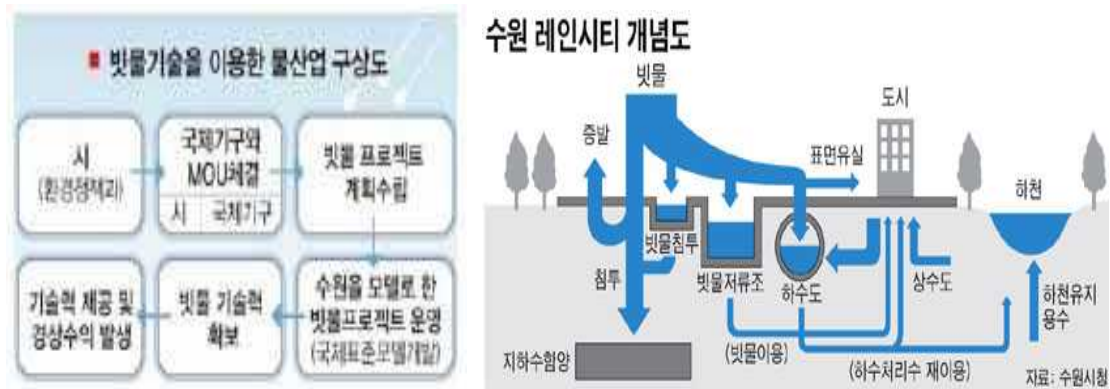 ■ 빗물기술을 이용한 물산업 구상도
시
(환경정책과)
국제기구와
MOU체결
시 국제기구
빗물 프로젝트
계획수립
기술력 제공 및
경상수익 발생
빗물 기술력
확보
수원을 모델로 한
빗물프로젝트 운영
(국제표준모델개발)
수원 레인시티 개념도
빗물
도시
증발
표면유실
하천
빗물침투
침투
빗물저류조
하수도
상수도
하천유지
용수
(빗물이용)
(하수처리수 재이용)
지하수함양
자료: 수원시청